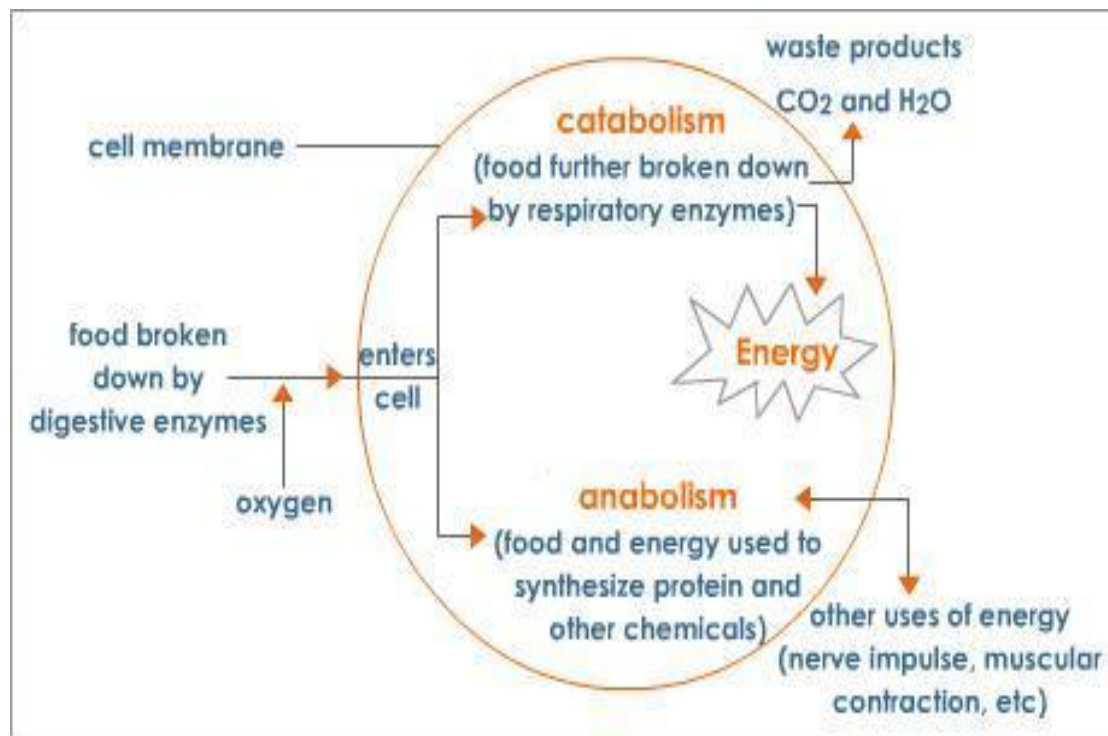 waste products
CO2 and H2O
cell membrane
catabolism
(food further broken down
by respiratory enzymes)
Energy
food broken
down by
digestive enzymes
enters
cell
oxygen
anabolism
(food and energy used to
synthesize protein and
other chemicals)
other uses of energy
(nerve impulse, muscular
contraction, etc)